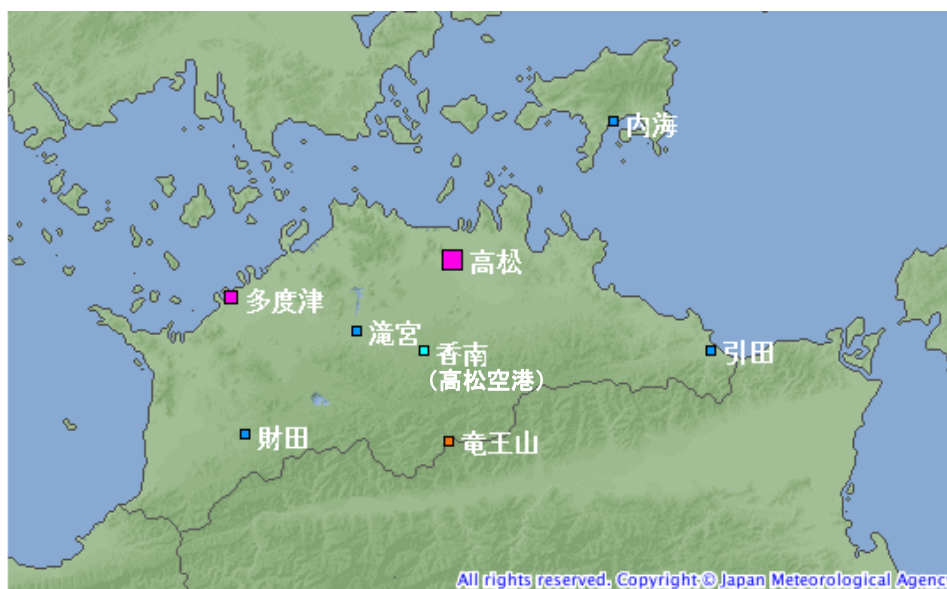 内海
高松
多度津
滝宮
香南
(高松空港)
引田
財田
竜王山
All rights reserved. Copyright © Japan Meteorological Agency